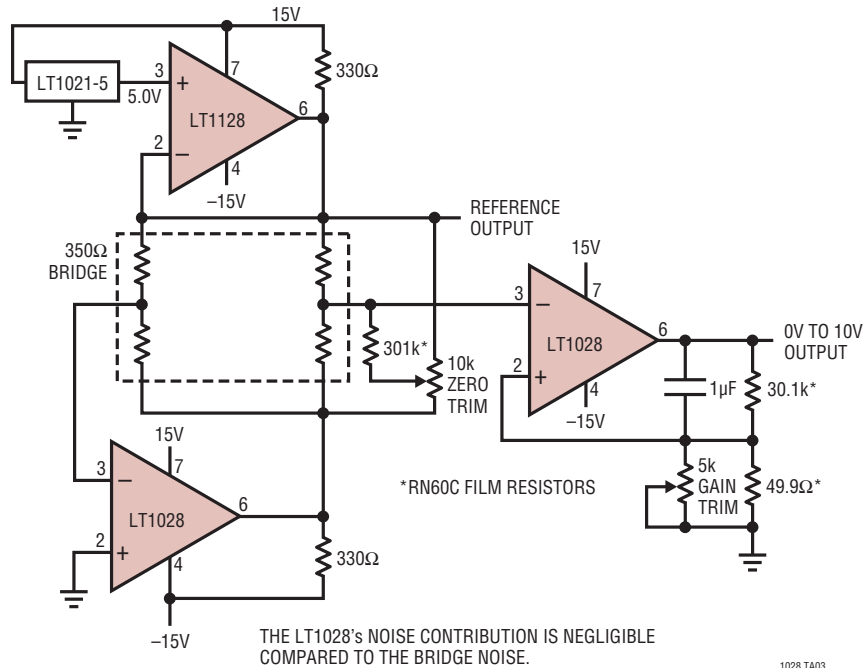 15V
LT1021-5
5.0V
3
+
7
330Ω
LT1128
6
2
–
4
–15V
REFERENCE
OUTPUT
350Ω
BRIDGE
301k*
10k
ZERO
TRIM
15V
3
–
7
LT1028
6
0V TO 10V
OUTPUT
2
+
4
–15V
1µF
30.1k*
5k
GAIN
TRIM
49.9Ω*
*RN60C FILM RESISTORS
15V
3
–
7
LT1028
6
2
+
4
330Ω
–15V
THE LT1028's NOISE CONTRIBUTION IS NEGLIGIBLE
COMPARED TO THE BRIDGE NOISE.
1028 TA03